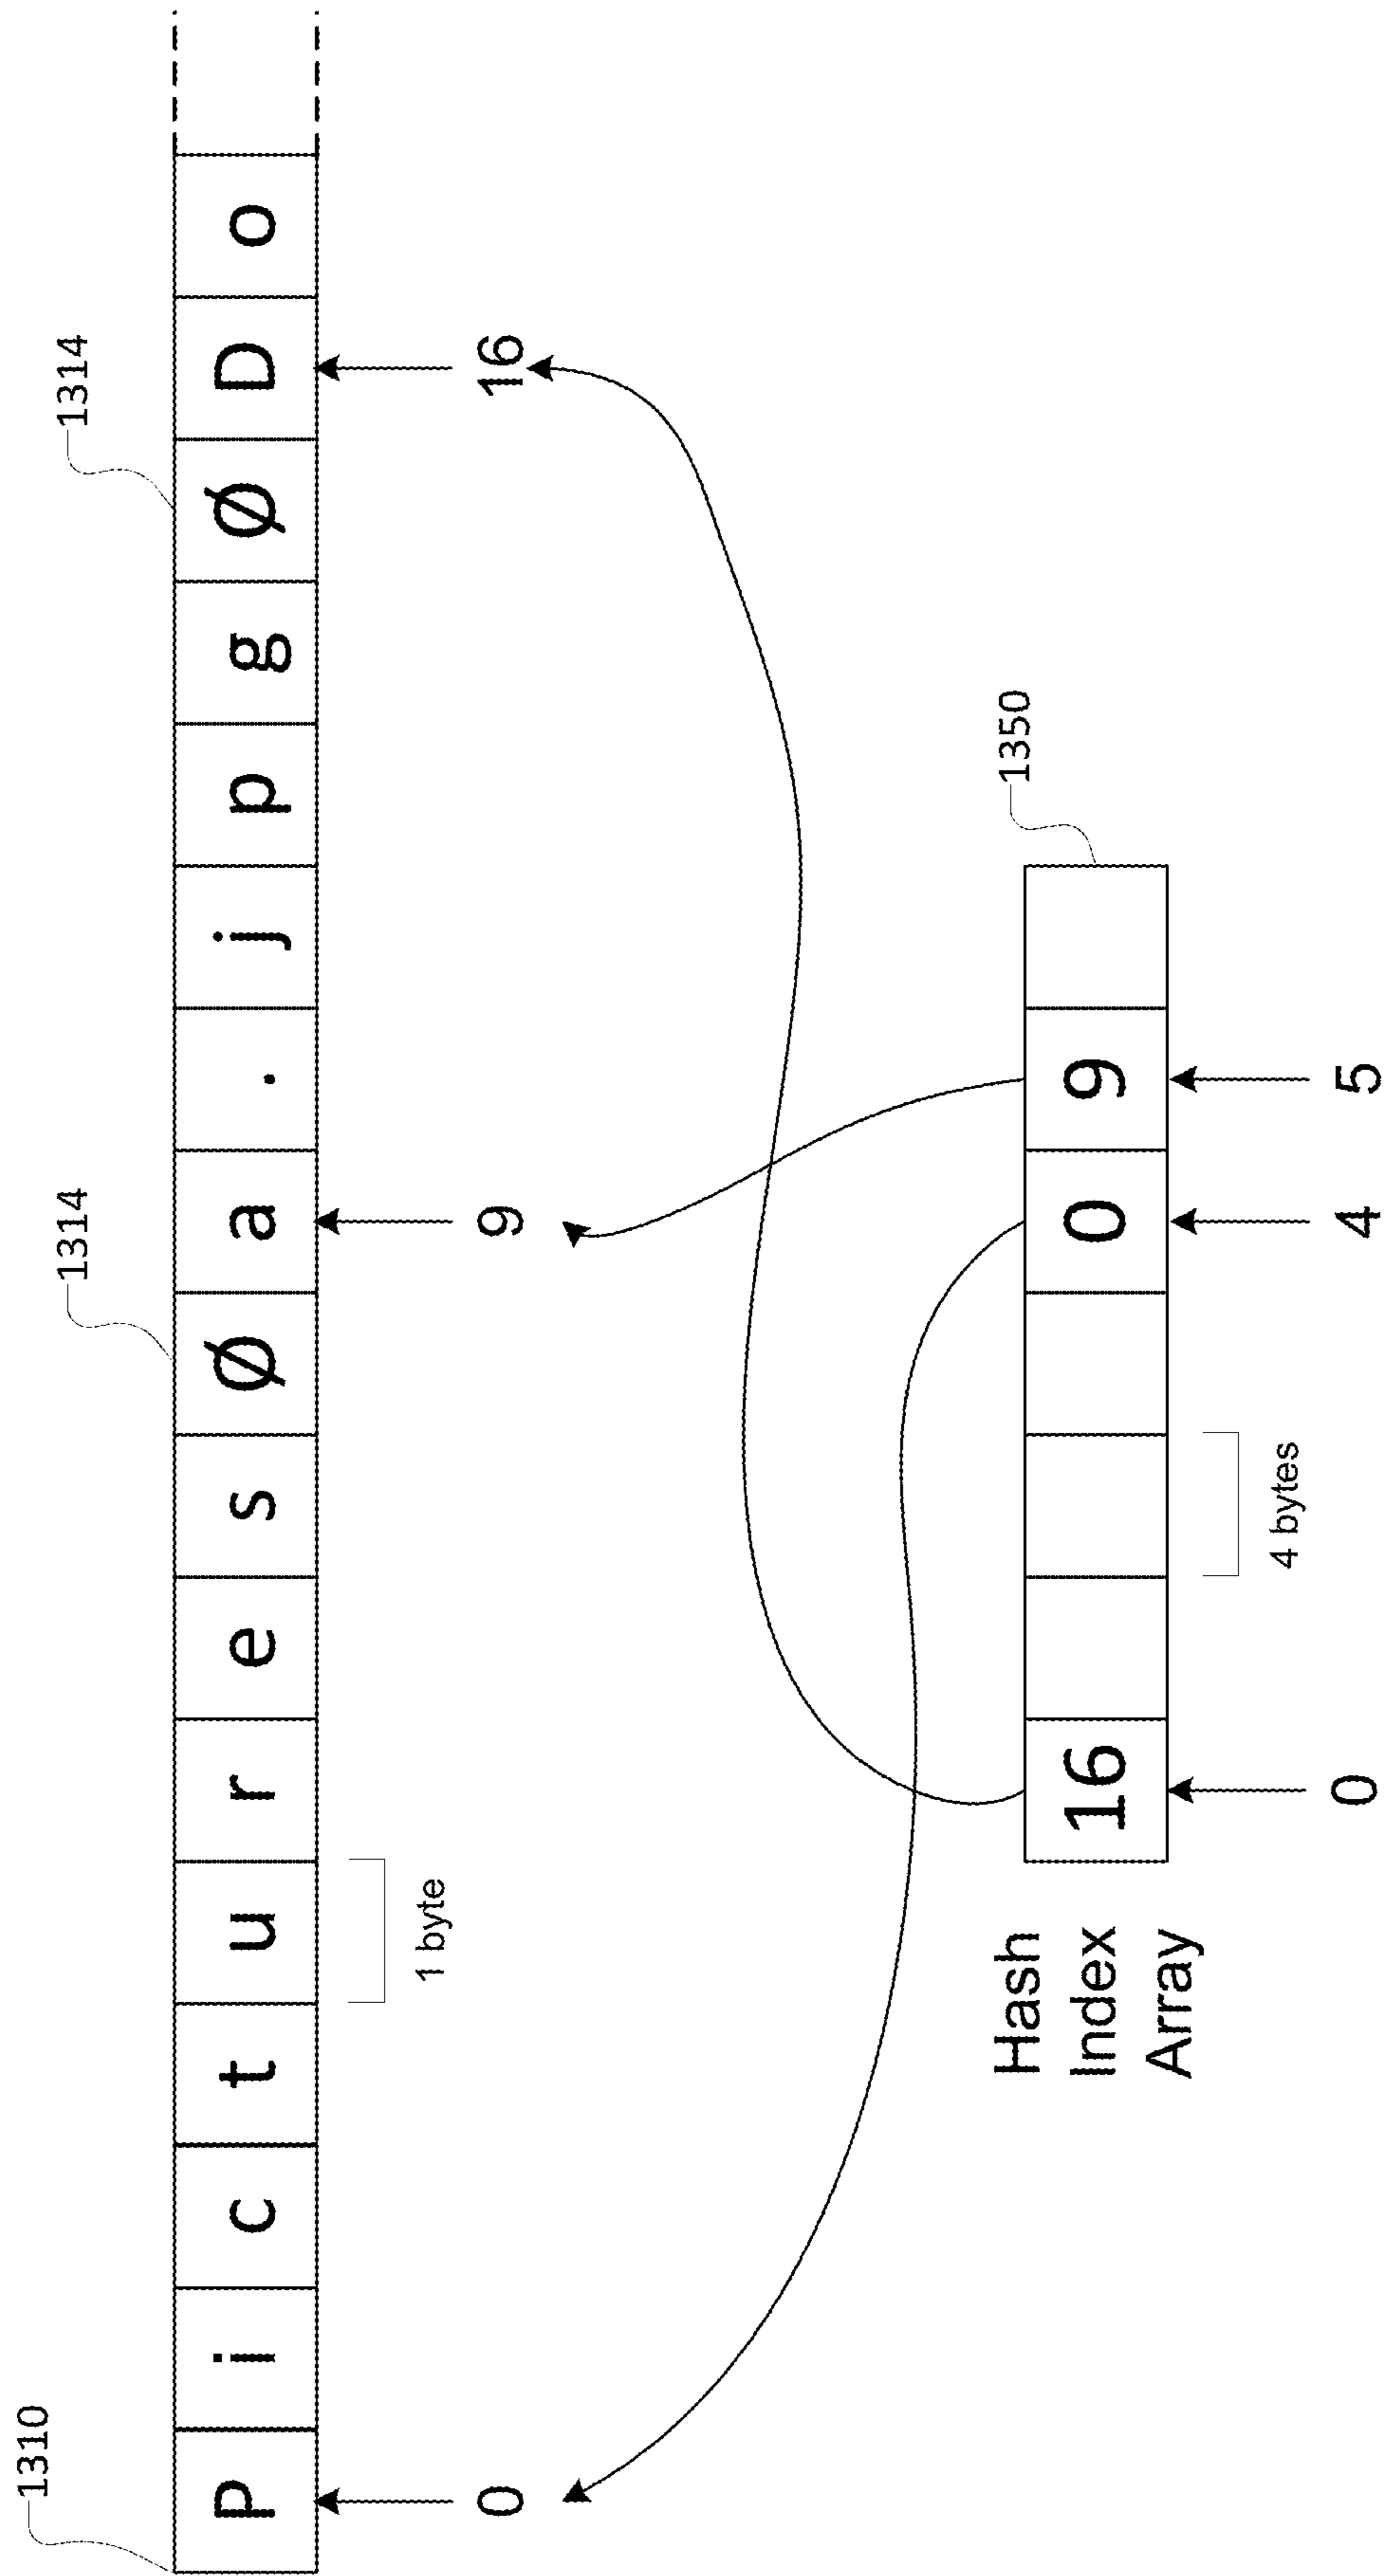 1310
1314
1314
P i c t u r e s Ø a . j p g Ø D o
1 byte
0
9
16
1350
Hash
Index
Array
16 0 9
4 bytes
0
4
5